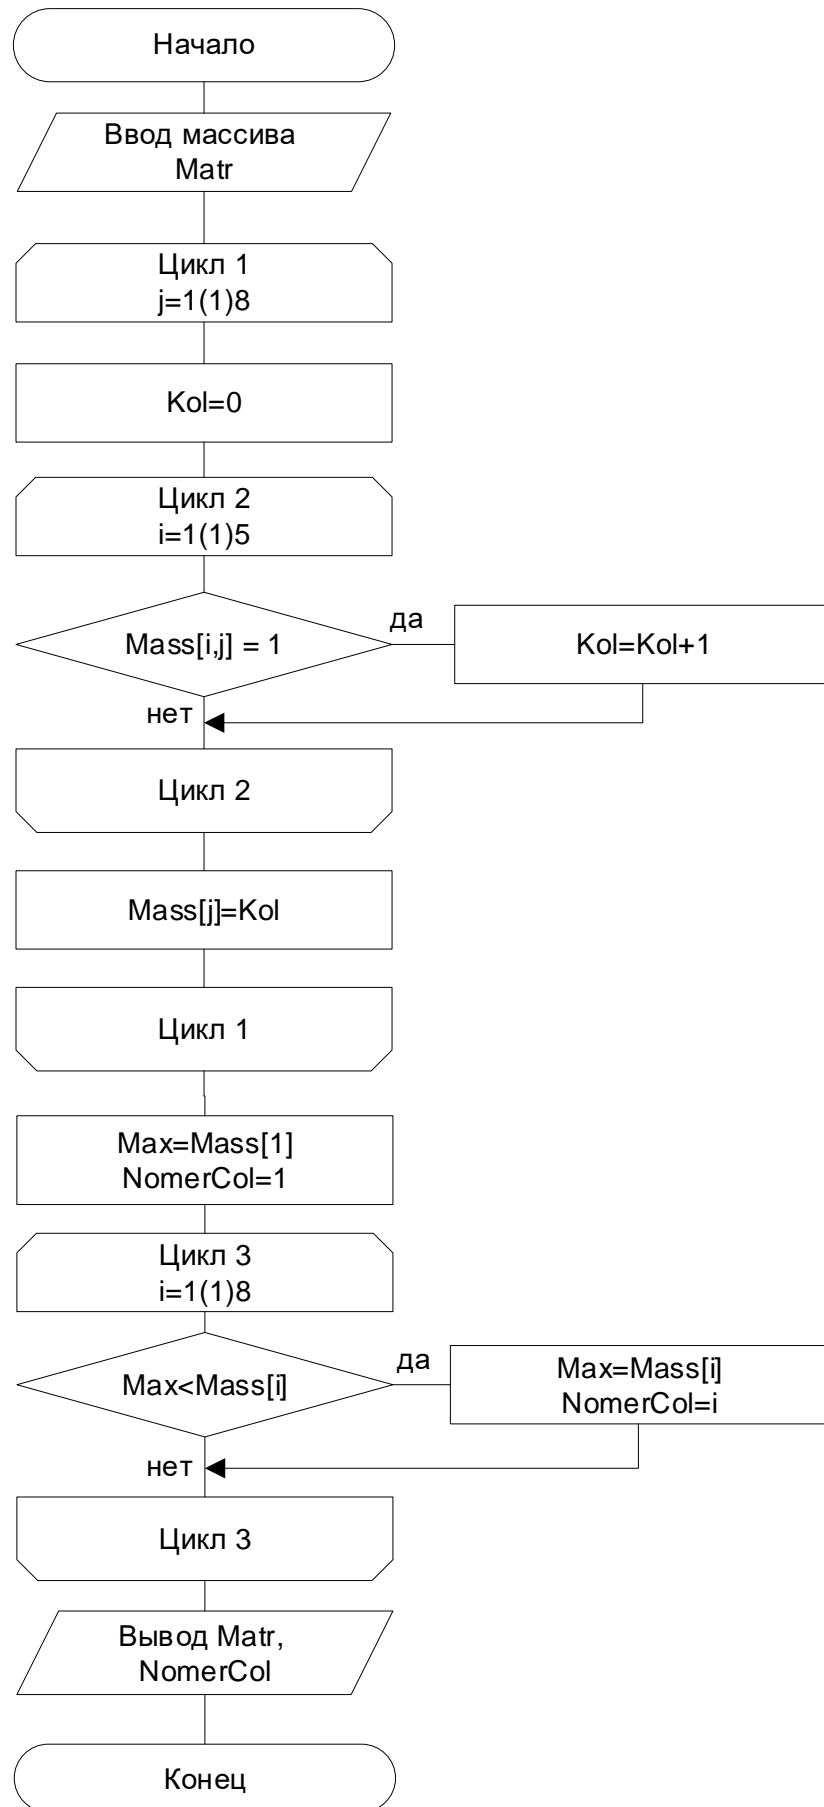 Начало
Ввод массива
Matr
Цикл 1
j=1(1)8
Kol=0
Цикл 2
i=1(1)5
Mass[i,j] = 1
да
Kol=Kol+1
нет
Цикл 2
Mass[j]=Kol
Цикл 1
Max=Mass[1]
NomerCol=1
Цикл 3
i=1(1)8
Max<Mass[i]
да
Max=Mass[i]
NomerCol=i
нет
Цикл 3
Вывод Matr,
NomerCol
Конец